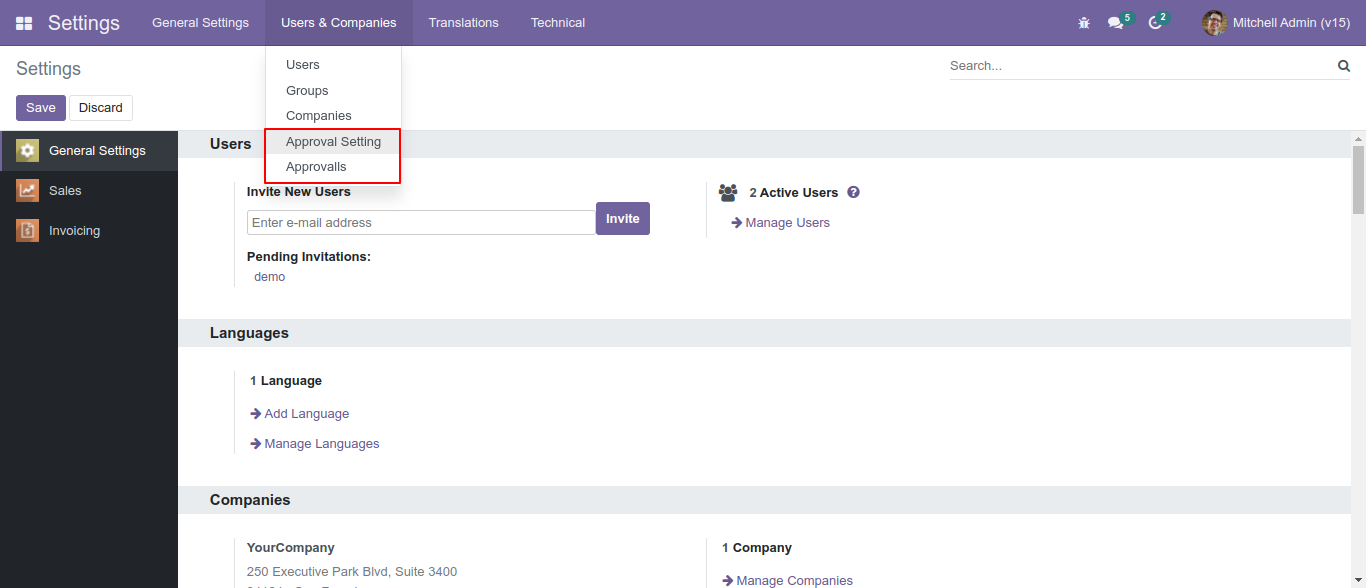 Settings General Settings Users & Companies Translations Technical 5 2 Mitchell Admin (v15)
Settings
Search...
Save Discard
Users
Groups
Companies
Approval Setting
Approvalls
General Settings
Sales
Invoicing
Users
Invite New Users
Enter e-mail address Invite
Pending Invitations:
demo
2 Active Users ?
Manage Users
Languages
1 Language
Add Language
Manage Languages
Companies
YourCompany
250 Executive Park Blvd, Suite 3400
1 Company
Manage Companies